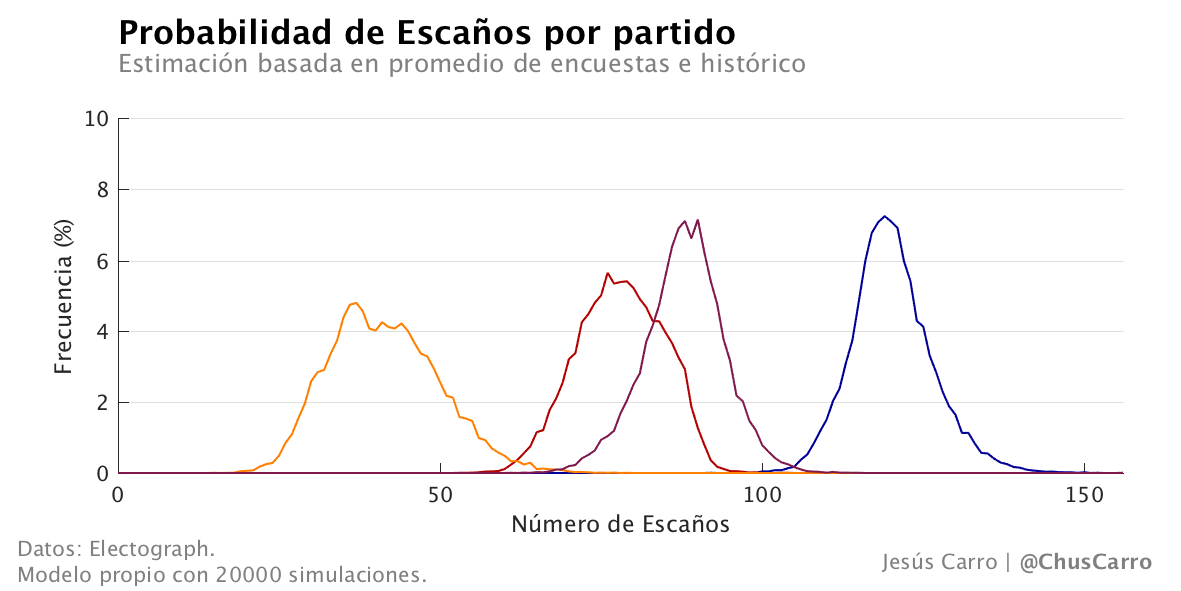 Probabilidad de Escaños por partido
Estimación basada en promedio de encuestas e histórico
10
8
6
4
2
0
Frecuencia (%)
0 50 100 150
Número de Escaños
Datos: Electograph.
Modelo propio con 20000 simulaciones.
Jesús Carro | @ChusCarro